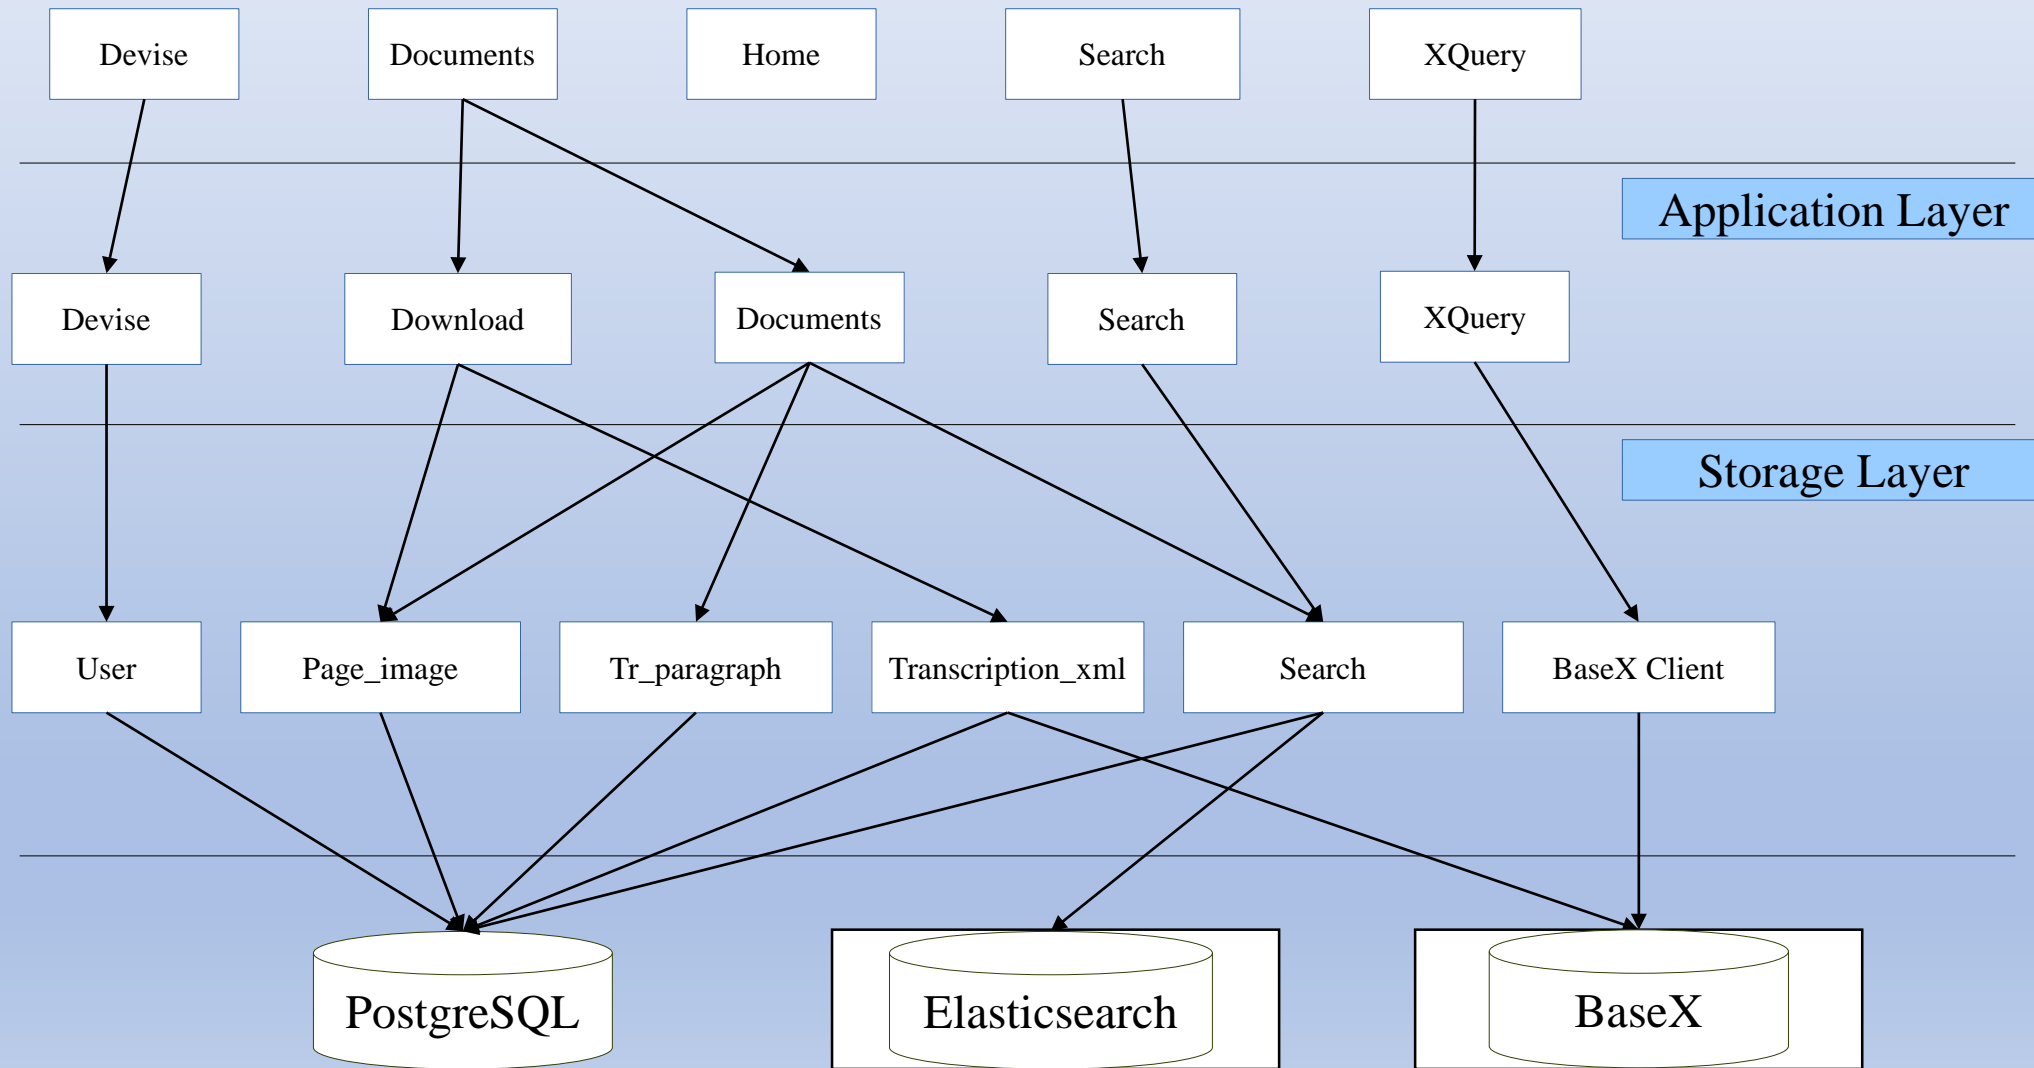 Devise
Documents
Home
Search
XQuery
Application Layer
Devise
Download
Documents
Search
XQuery
Storage Layer
User
Page_image
Tr_paragraph
Transcription_xml
Search
BaseX Client
PostgreSQL
Elasticsearch
BaseX